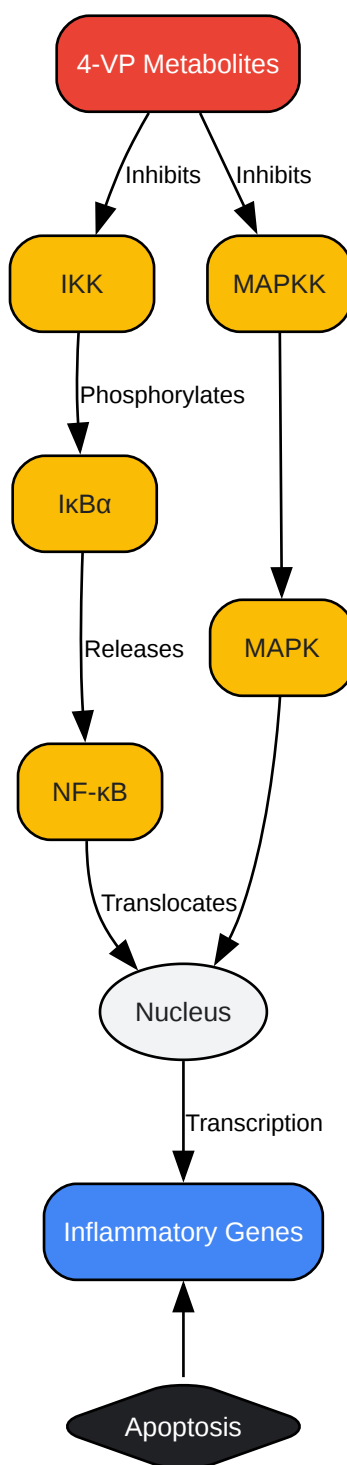 4-VP Metabolites
Inhibits
Inhibits
IKK
MAPKK
Phosphorylates
IκBα
Releases
MAPK
NF-κB
Translocates
Nucleus
Transcription
Inflammatory Genes
Apoptosis